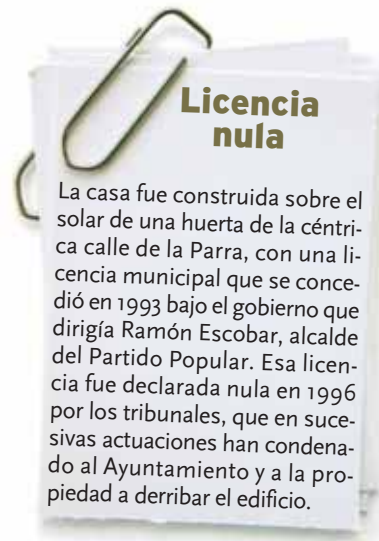 Licencia
nula
La casa fue construida sobre el
solar de una huerta de la céntri-
ca calle de la Parra, con una li-
cencia municipal que se conce-
dió en 1993 bajo el gobierno que
dirigía Ramón Escobar, alcalde
del Partido Popular. Esa licen-
cia fue declarada nula en 1996
por los tribunales, que en suce-
sivas actuaciones han condena-
do al Ayuntamiento y a la pro-
piedad a derribar el edificio.